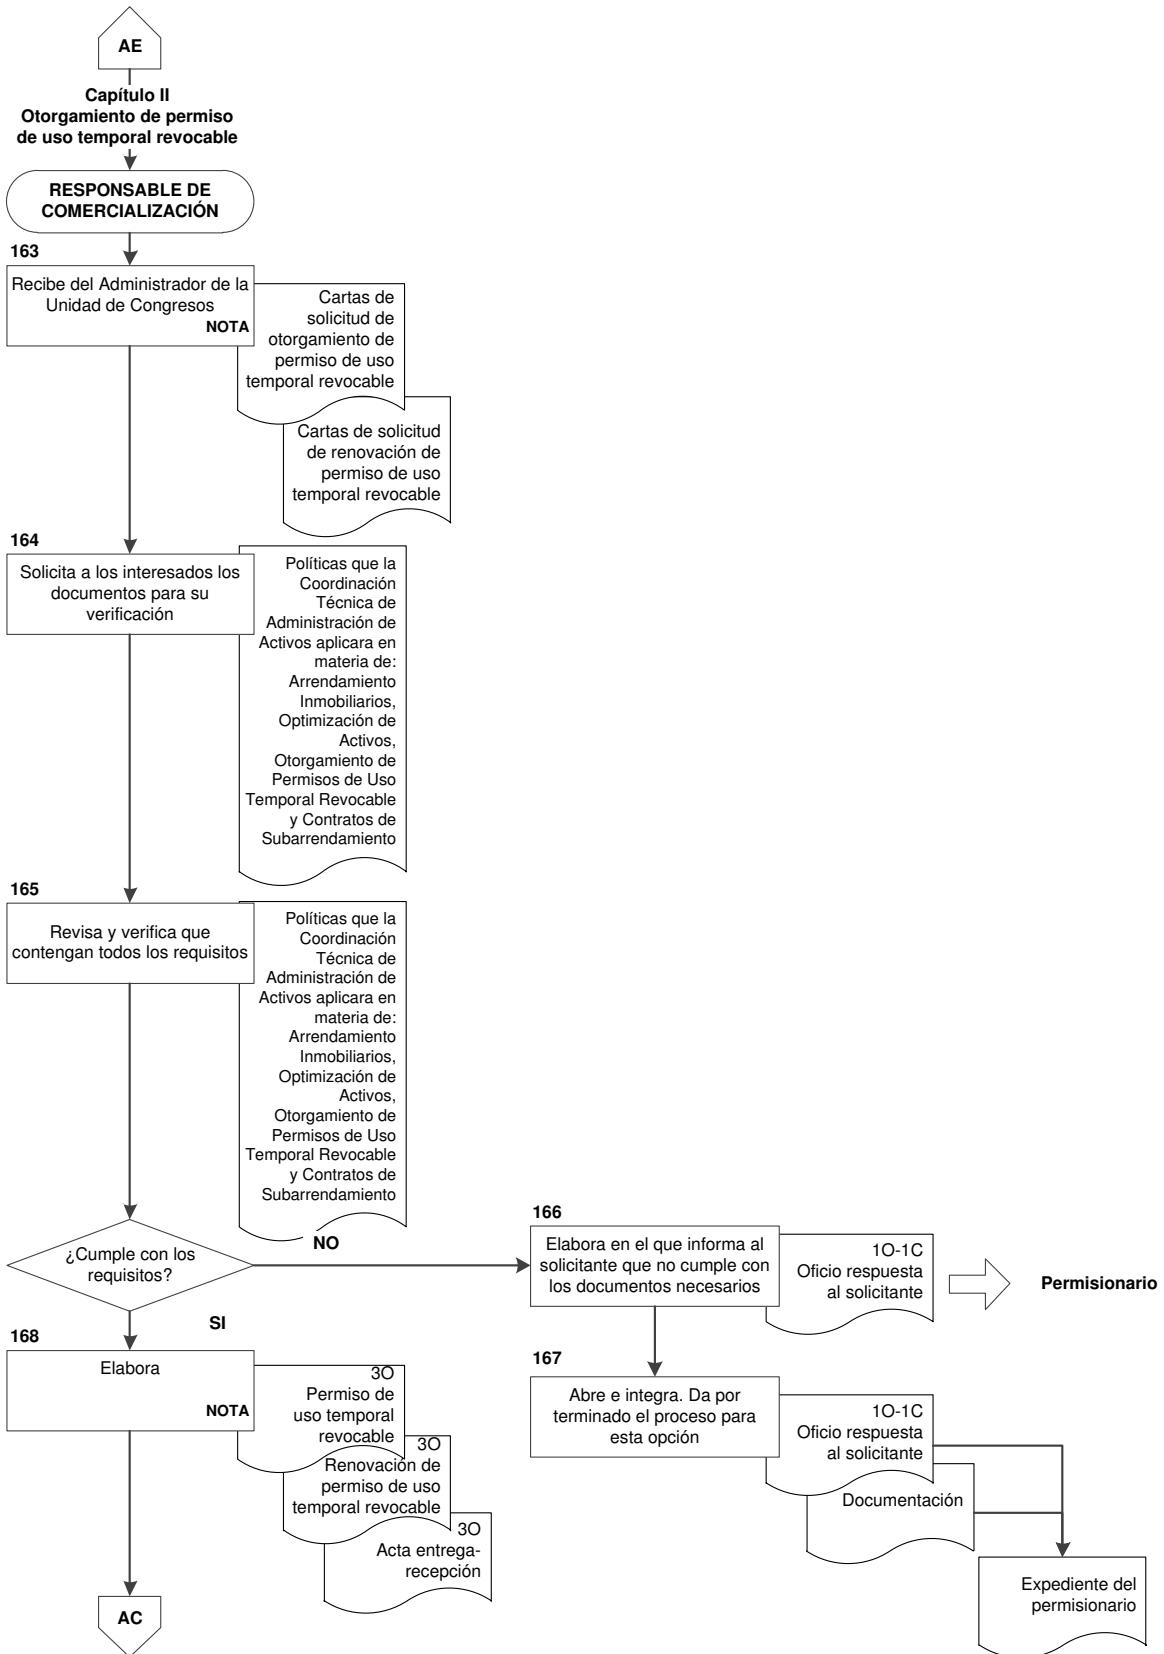 AE
Capítulo II
Otorgamiento de permiso
de uso temporal revocable
RESPONSABLE DE
COMERCIALIZACIÓN
163
Recibe del Administrador de la
Unidad de Congresos
NOTA
Cartas de
solicitud de
otorgamiento de
permiso de uso
temporal revocable
Cartas de solicitud
de renovación de
permiso de uso
temporal revocable
164
Solicita a los interesados los
documentos para su
verificación
Políticas que la
Coordinación
Técnica de
Administración de
Activos aplicara en
materia de:
Arrendamiento
Inmobiliarios,
Optimización de
Activos,
Otorgamiento de
Permisos de Uso
Temporal Revocable
y Contratos de
Subarrendamiento
165
Revisa y verifica que
contengan todos los requisitos
Políticas que la
Coordinación
Técnica de
Administración de
Activos aplicara en
materia de:
Arrendamiento
Inmobiliarios,
Optimización de
Activos,
Otorgamiento de
Permisos de Uso
Temporal Revocable
y Contratos de
Subarrendamiento
¿Cumple con los
requisitos?
NO
166
Elabora en el que informa al
solicitante que no cumple con
los documentos necesarios
1O-1C
Oficio respuesta
al solicitante
Permisionario
167
Abre e integra. Da por
terminado el proceso para
esta opción
1O-1C
Oficio respuesta
al solicitante
Documentación
Expediente del
permisionario
SI
168
Elabora
NOTA
3O
Permiso de
uso temporal
revocable
3O
Renovación de
permiso de uso
temporal revocable
3O
Acta entrega-
recepción
AC